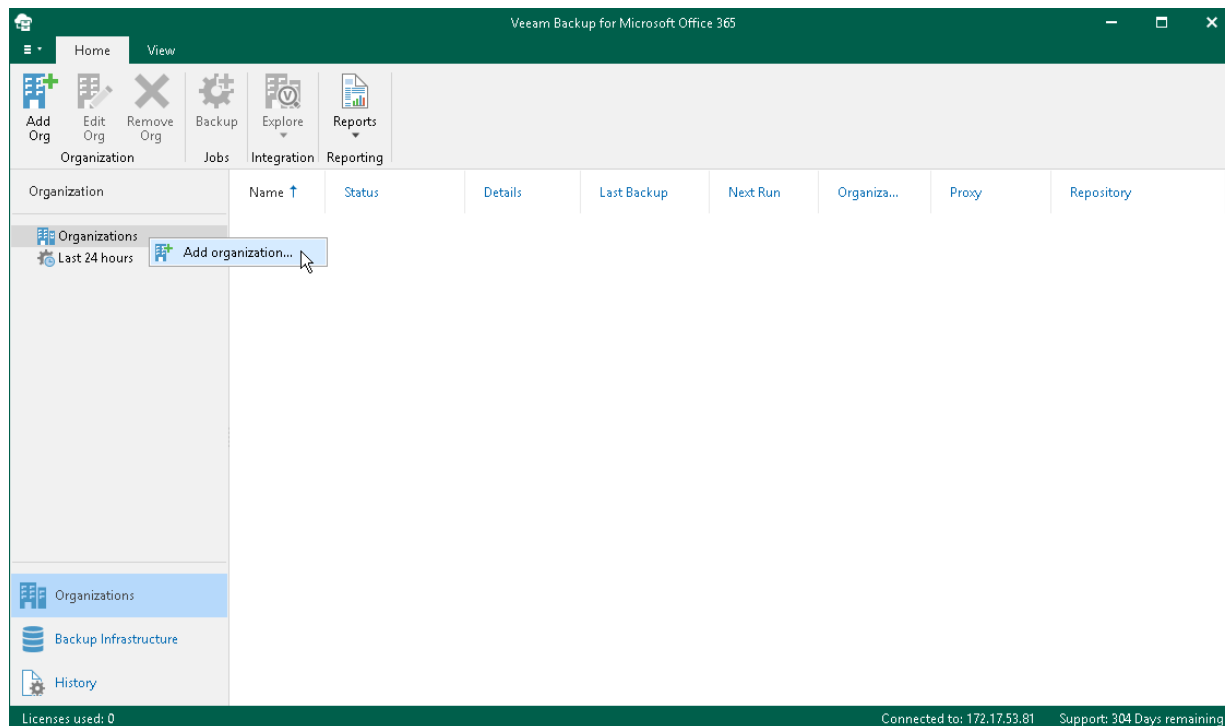 Veeam Backup for Microsoft Office 365
Home View
Add Org Edit Org Remove Org Backup Explore Reports
Organization Jobs Integration Reporting
Organization
Name ↑ Status Details Last Backup Next Run Organiza... Proxy Repository
Organizations
Add organization...
Last 24 hours
Organizations
Backup Infrastructure
History
Licenses used: 0 Connected to: 172.17.53.81 Support: 304 Days remaining